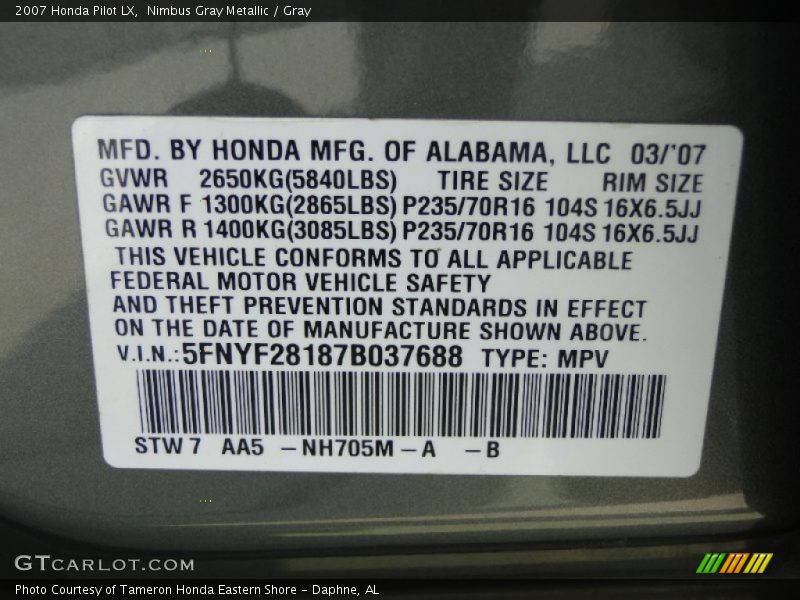 2007 Honda Pilot LX, Nimbus Gray Metallic / Gray
MFD. BY HONDA MFG. OF ALABAMA, LLC 03/'07
GVWR 2650KG(5840LBS) TIRE SIZE RIM SIZE
GAWR F 1300KG(2865LBS) P235/70R16 104S 16X6.5JJ
GAWR R 1400KG(3085LBS) P235/70R16 104S 16X6.5JJ
THIS VEHICLE CONFORMS TO ALL APPLICABLE
FEDERAL MOTOR VEHICLE SAFETY
AND THEFT PREVENTION STANDARDS IN EFFECT
ON THE DATE OF MANUFACTURE SHOWN ABOVE.
V.I.N.: 5FNYF28187B037688 TYPE: MPV
STW 7 AA5 – NH705M – A – B
GTCARLOT.COM
Photo Courtesy of Tameron Honda Eastern Shore – Daphne, AL